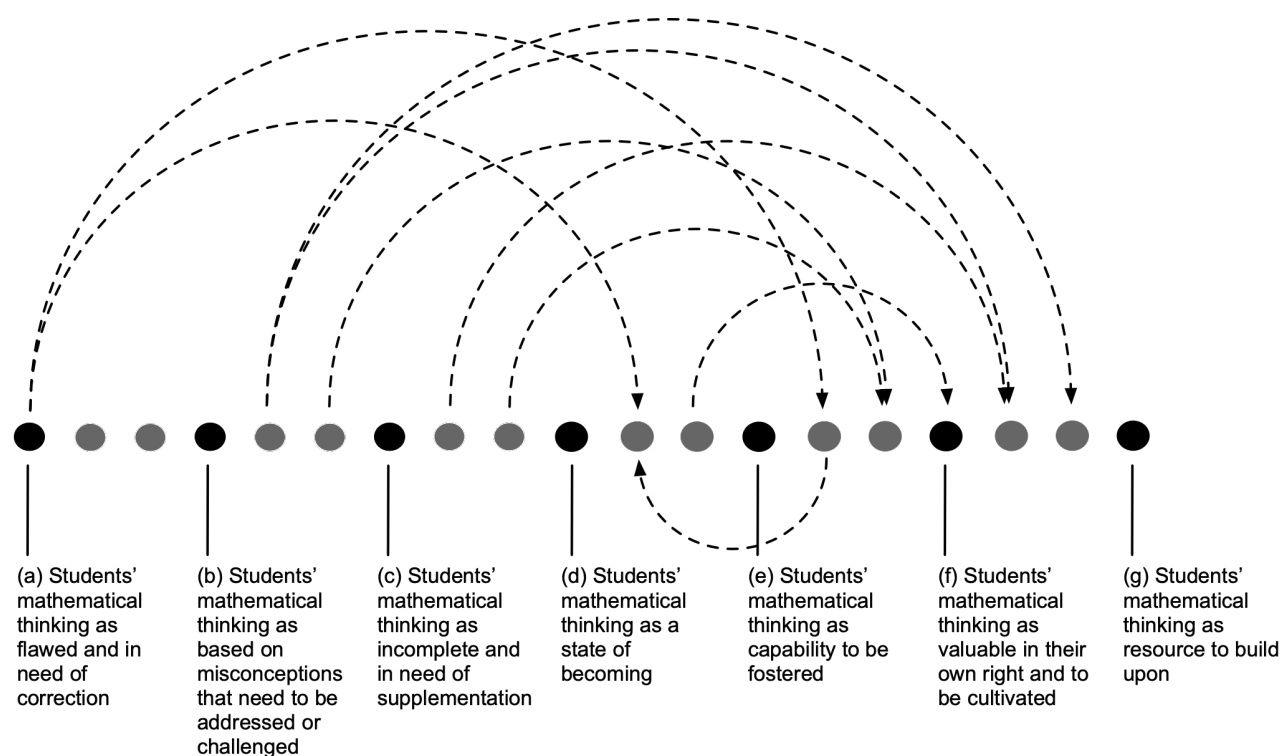 (a) Students’
mathematical
thinking as
flawed and in
need of
correction
(b) Students’
mathematical
thinking as
based on
misconceptions
that need to be
addressed or
challenged
(c) Students’
mathematical
thinking as
incomplete and
in need of
supplementation
(d) Students’
mathematical
thinking as a
state of
becoming
(e) Students’
mathematical
thinking as
capability to be
fostered
(f) Students’
mathematical
thinking as
valuable in their
own right and to
be cultivated
(g) Students’
mathematical
thinking as
resource to build
upon